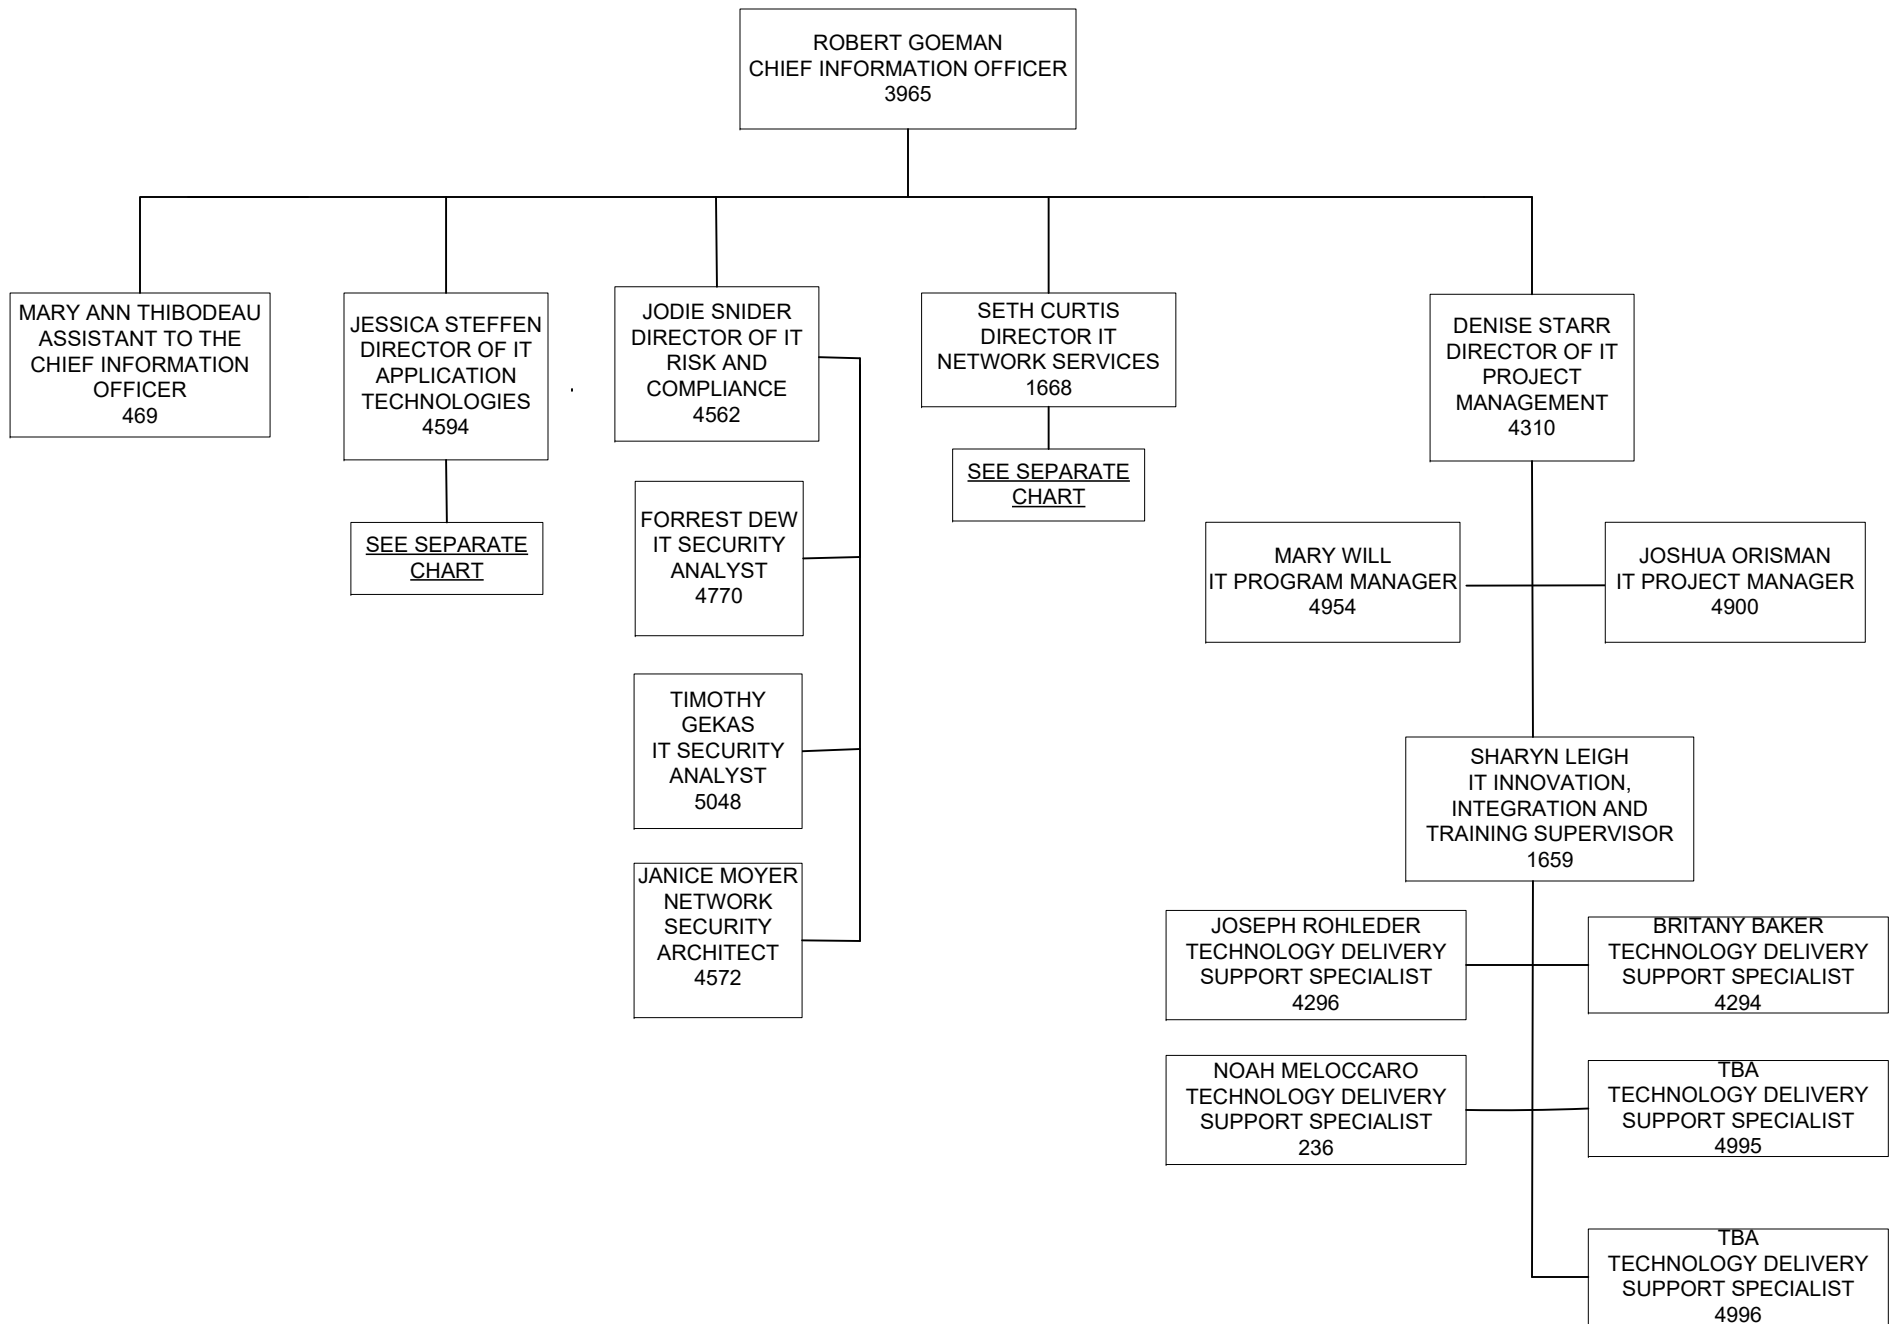 ROBERT GOEMAN
CHIEF INFORMATION OFFICER
3965
MARY ANN THIBODEAU
ASSISTANT TO THE
CHIEF INFORMATION
OFFICER
469
JESSICA STEFFEN
DIRECTOR OF IT
APPLICATION
TECHNOLOGIES
4594
SEE SEPARATE
CHART
JODIE SNIDER
DIRECTOR OF IT
RISK AND
COMPLIANCE
4562
FORREST DEW
IT SECURITY
ANALYST
4770
TIMOTHY
GEKAS
IT SECURITY
ANALYST
5048
JANICE MOYER
NETWORK
SECURITY
ARCHITECT
4572
SETH CURTIS
DIRECTOR IT
NETWORK SERVICES
1668
SEE SEPARATE
CHART
DENISE STARR
DIRECTOR OF IT
PROJECT
MANAGEMENT
4310
MARY WILL
IT PROGRAM MANAGER
4954
JOSHUA ORISMAN
IT PROJECT MANAGER
4900
SHARYN LEIGH
IT INNOVATION,
INTEGRATION AND
TRAINING SUPERVISOR
1659
JOSEPH ROHLEDER
TECHNOLOGY DELIVERY
SUPPORT SPECIALIST
4296
BRITANY BAKER
TECHNOLOGY DELIVERY
SUPPORT SPECIALIST
4294
NOAH MELOCCARO
TECHNOLOGY DELIVERY
SUPPORT SPECIALIST
236
TBA
TECHNOLOGY DELIVERY
SUPPORT SPECIALIST
4995
TBA
TECHNOLOGY DELIVERY
SUPPORT SPECIALIST
4996